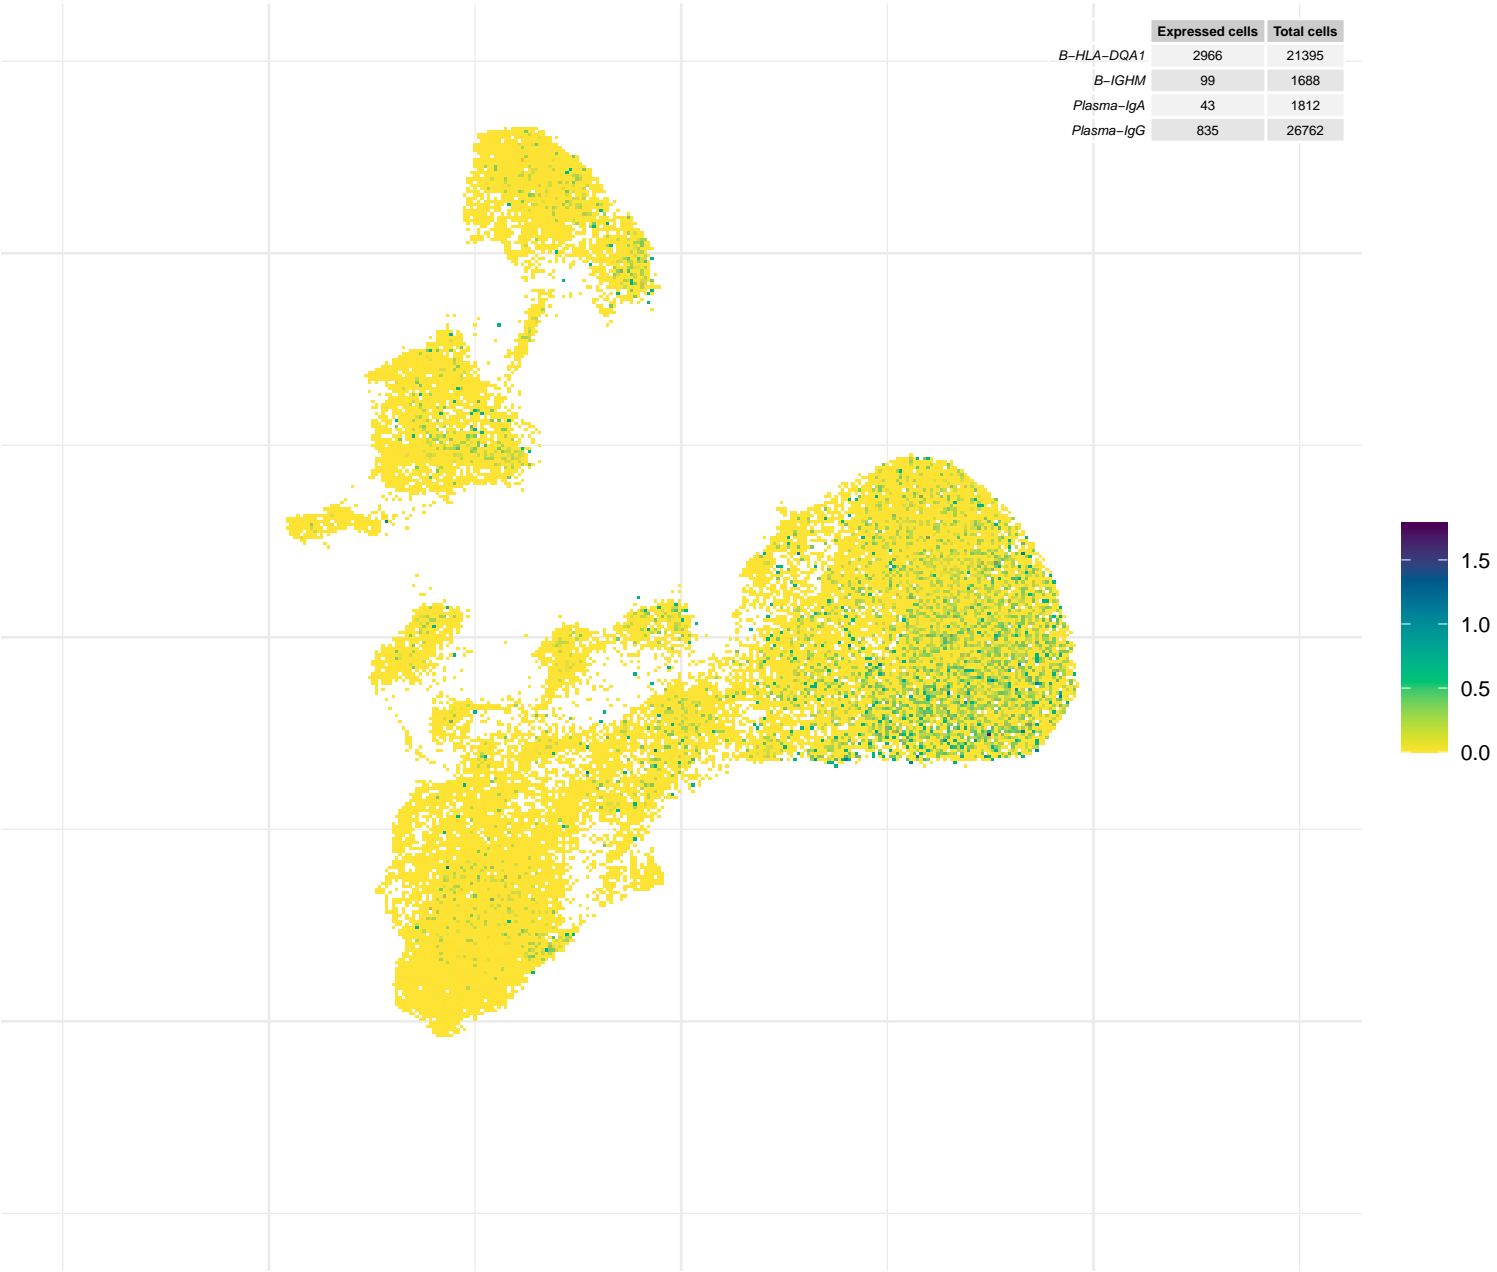 Expressed cells Total cells
B−HLA−DQA1 2966 21395
B−IGHM 99 1688
Plasma−IgA 43 1812
Plasma−IgG 835 26762
1.5
1.0
0.5
0.0